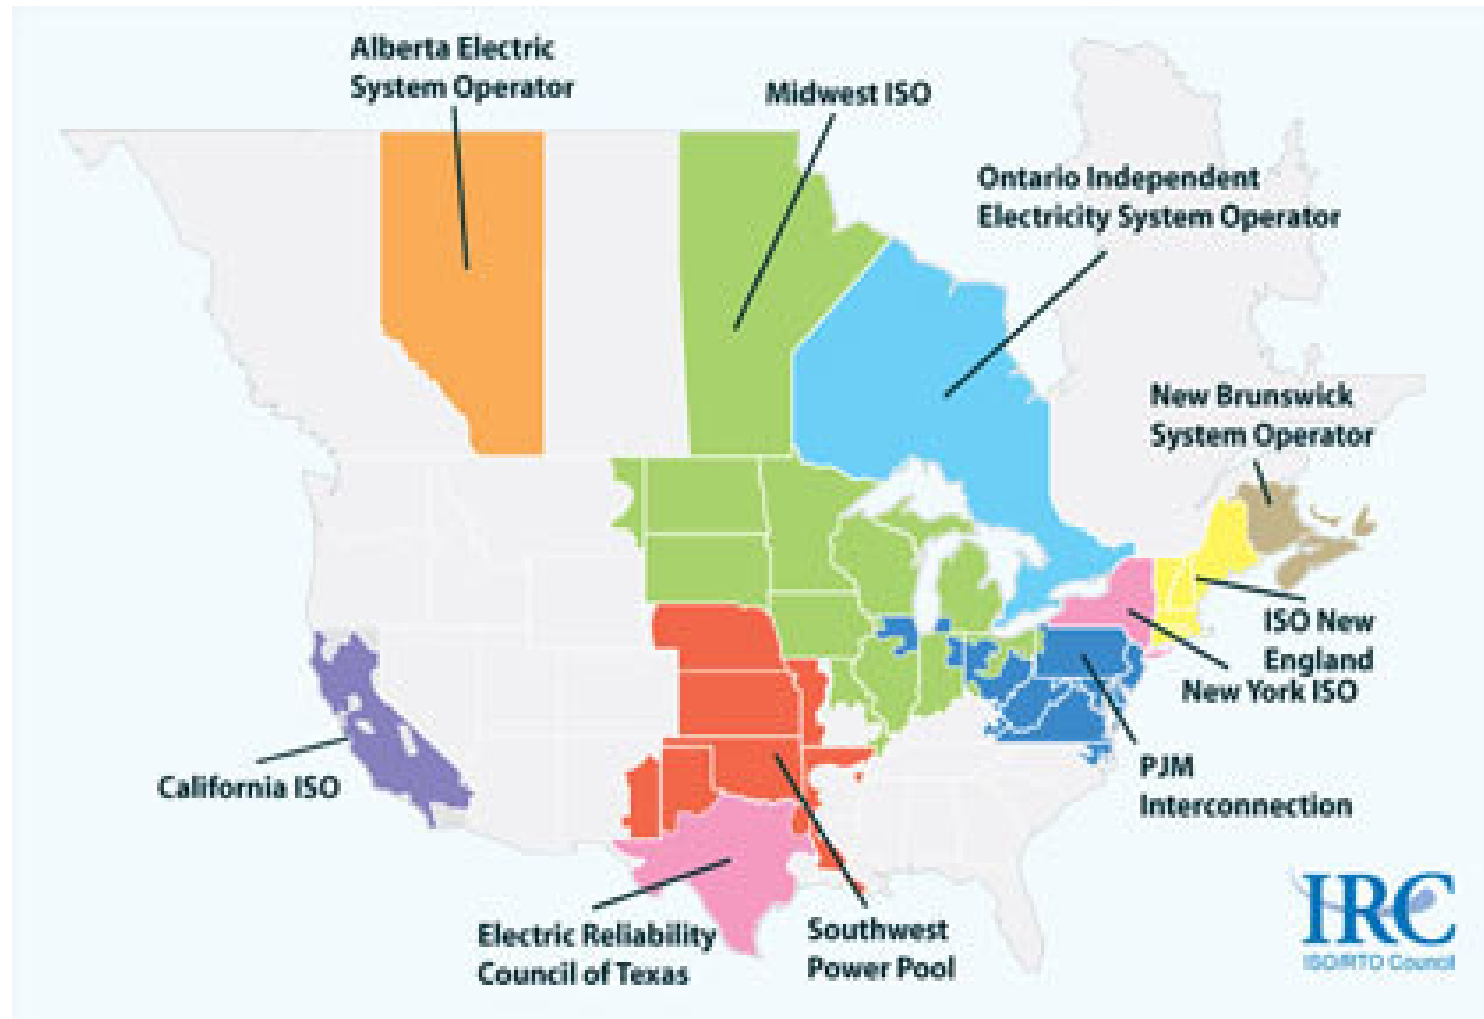 Alberta Electric
System Operator
Midwest ISO
Ontario Independent
Electricity System Operator
New Brunswick
System Operator
ISO New
England
New York ISO
PJM
Interconnection
California ISO
Electric Reliability
Council of Texas
Southwest
Power Pool
IRC
ISO/RTO Council